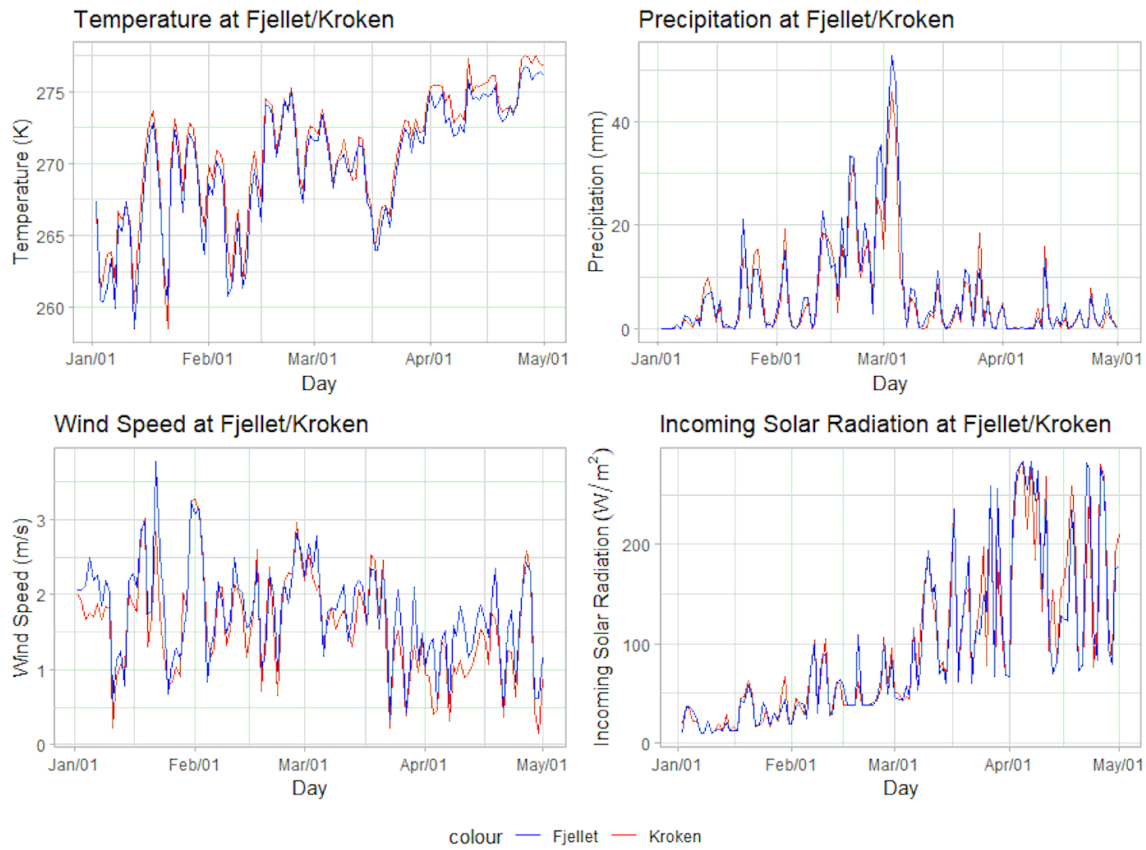 Temperature at Fjellet/Kroken
Temperature (K)
275
270
265
260
Jan/01 Feb/01 Mar/01 Apr/01 May/01
Day
Precipitation at Fjellet/Kroken
Precipitation (mm)
40
20
0
Jan/01 Feb/01 Mar/01 Apr/01 May/01
Day
Wind Speed at Fjellet/Kroken
Wind Speed (m/s)
3
2
1
0
Jan/01 Feb/01 Mar/01 Apr/01 May/01
Day
Incoming Solar Radiation at Fjellet/Kroken
Incoming Solar Radiation (W/m²)
200
100
0
Jan/01 Feb/01 Mar/01 Apr/01 May/01
Day
colour Fjellet Kroken